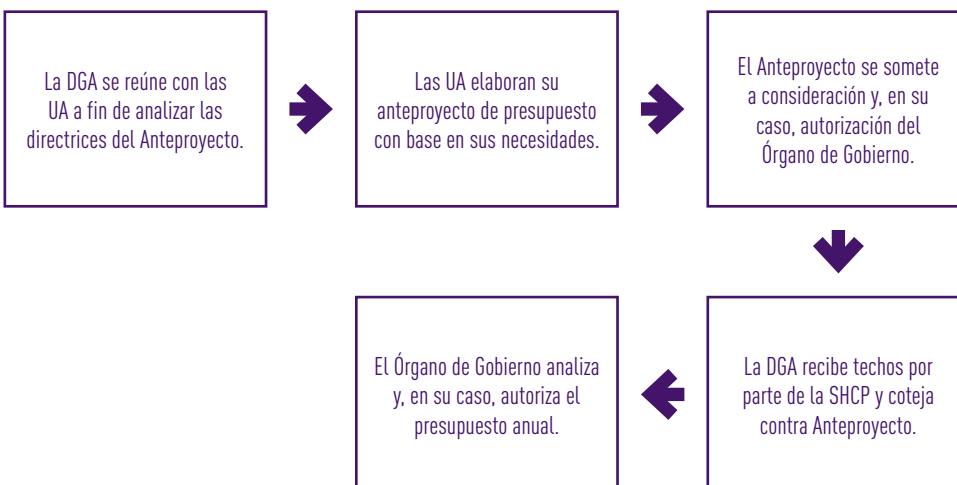 La DGA se reúne con las
UA a fin de analizar las
directrices del Anteproyecto.
Las UA elaboran su
anteproyecto de presupuesto
con base en sus necesidades.
El Anteproyecto se somete
a consideración y, en su
caso, autorización del
Órgano de Gobierno.
La DGA recibe techos por
parte de la SHCP y coteja
contra Anteproyecto.
El Órgano de Gobierno analiza
y, en su caso, autoriza el
presupuesto anual.